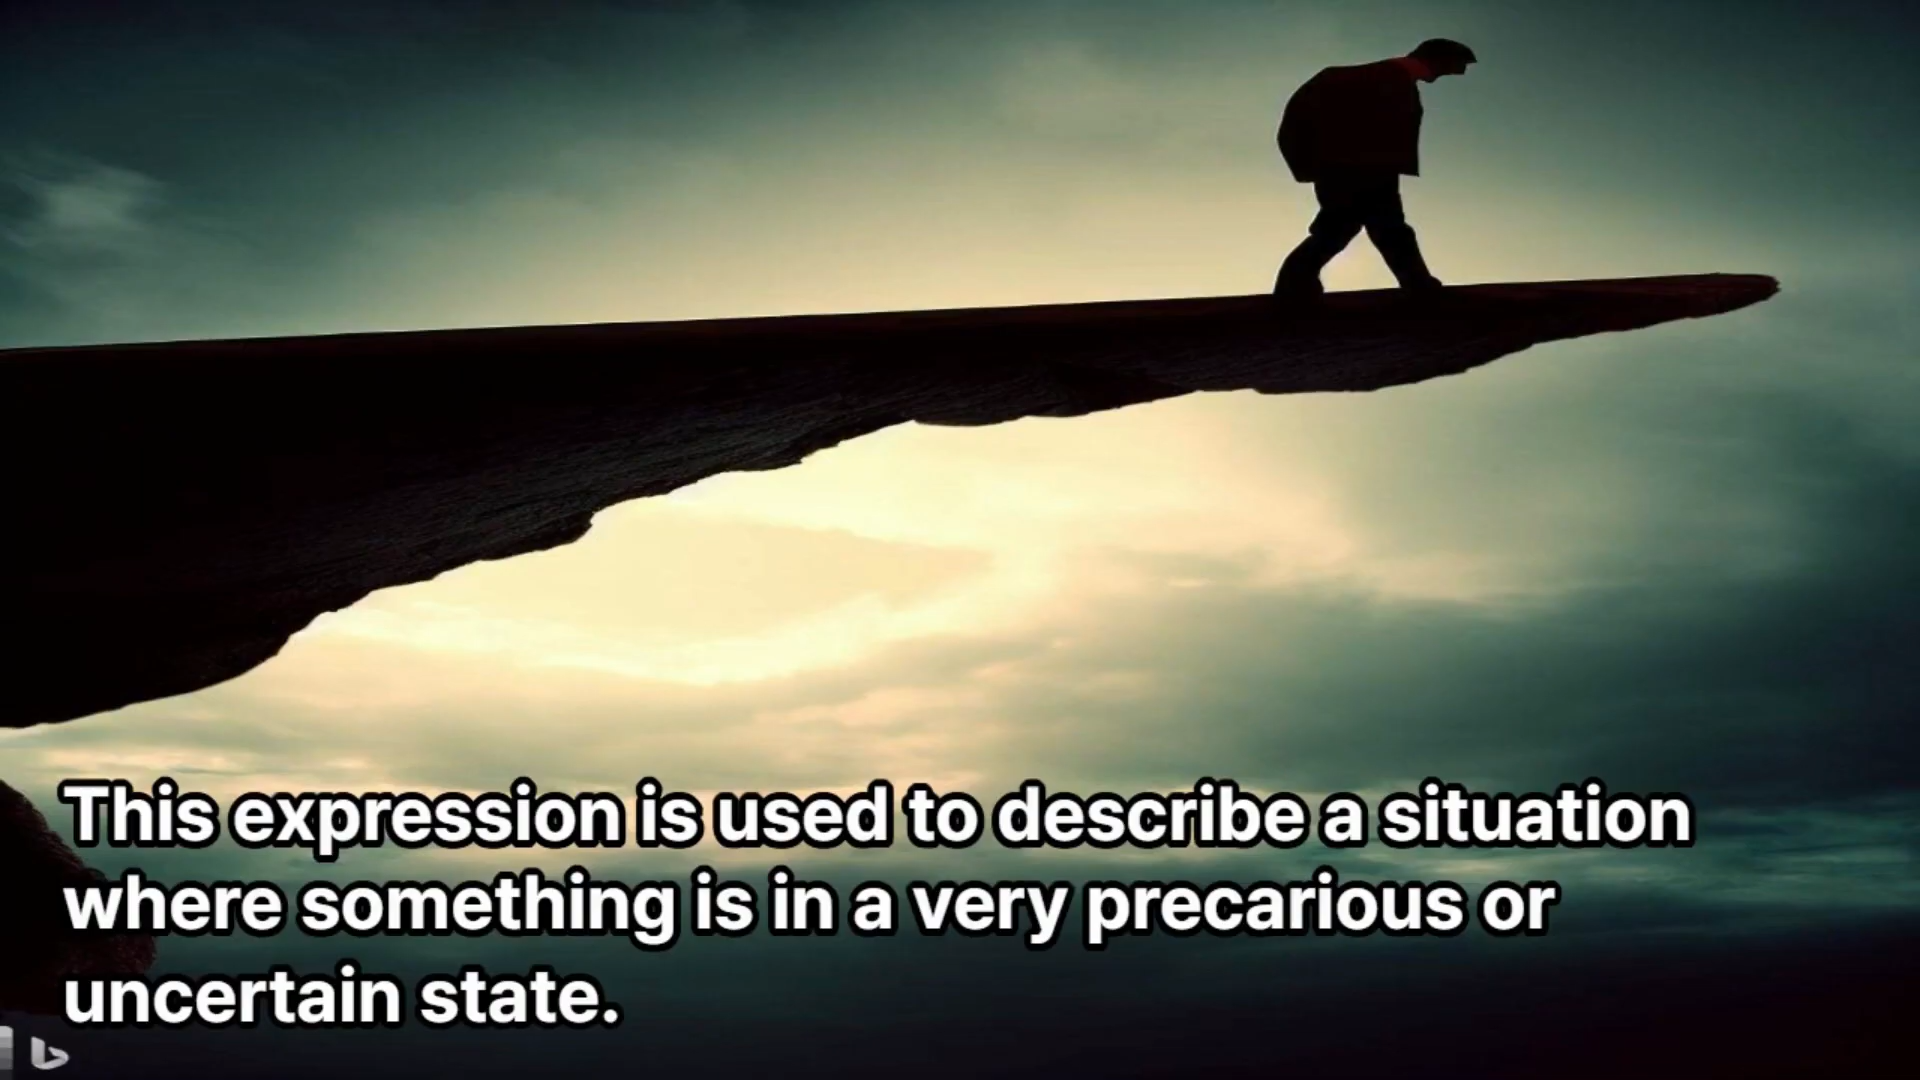 This expression is used to describe a situation
where something is in a very precarious or
uncertain state.